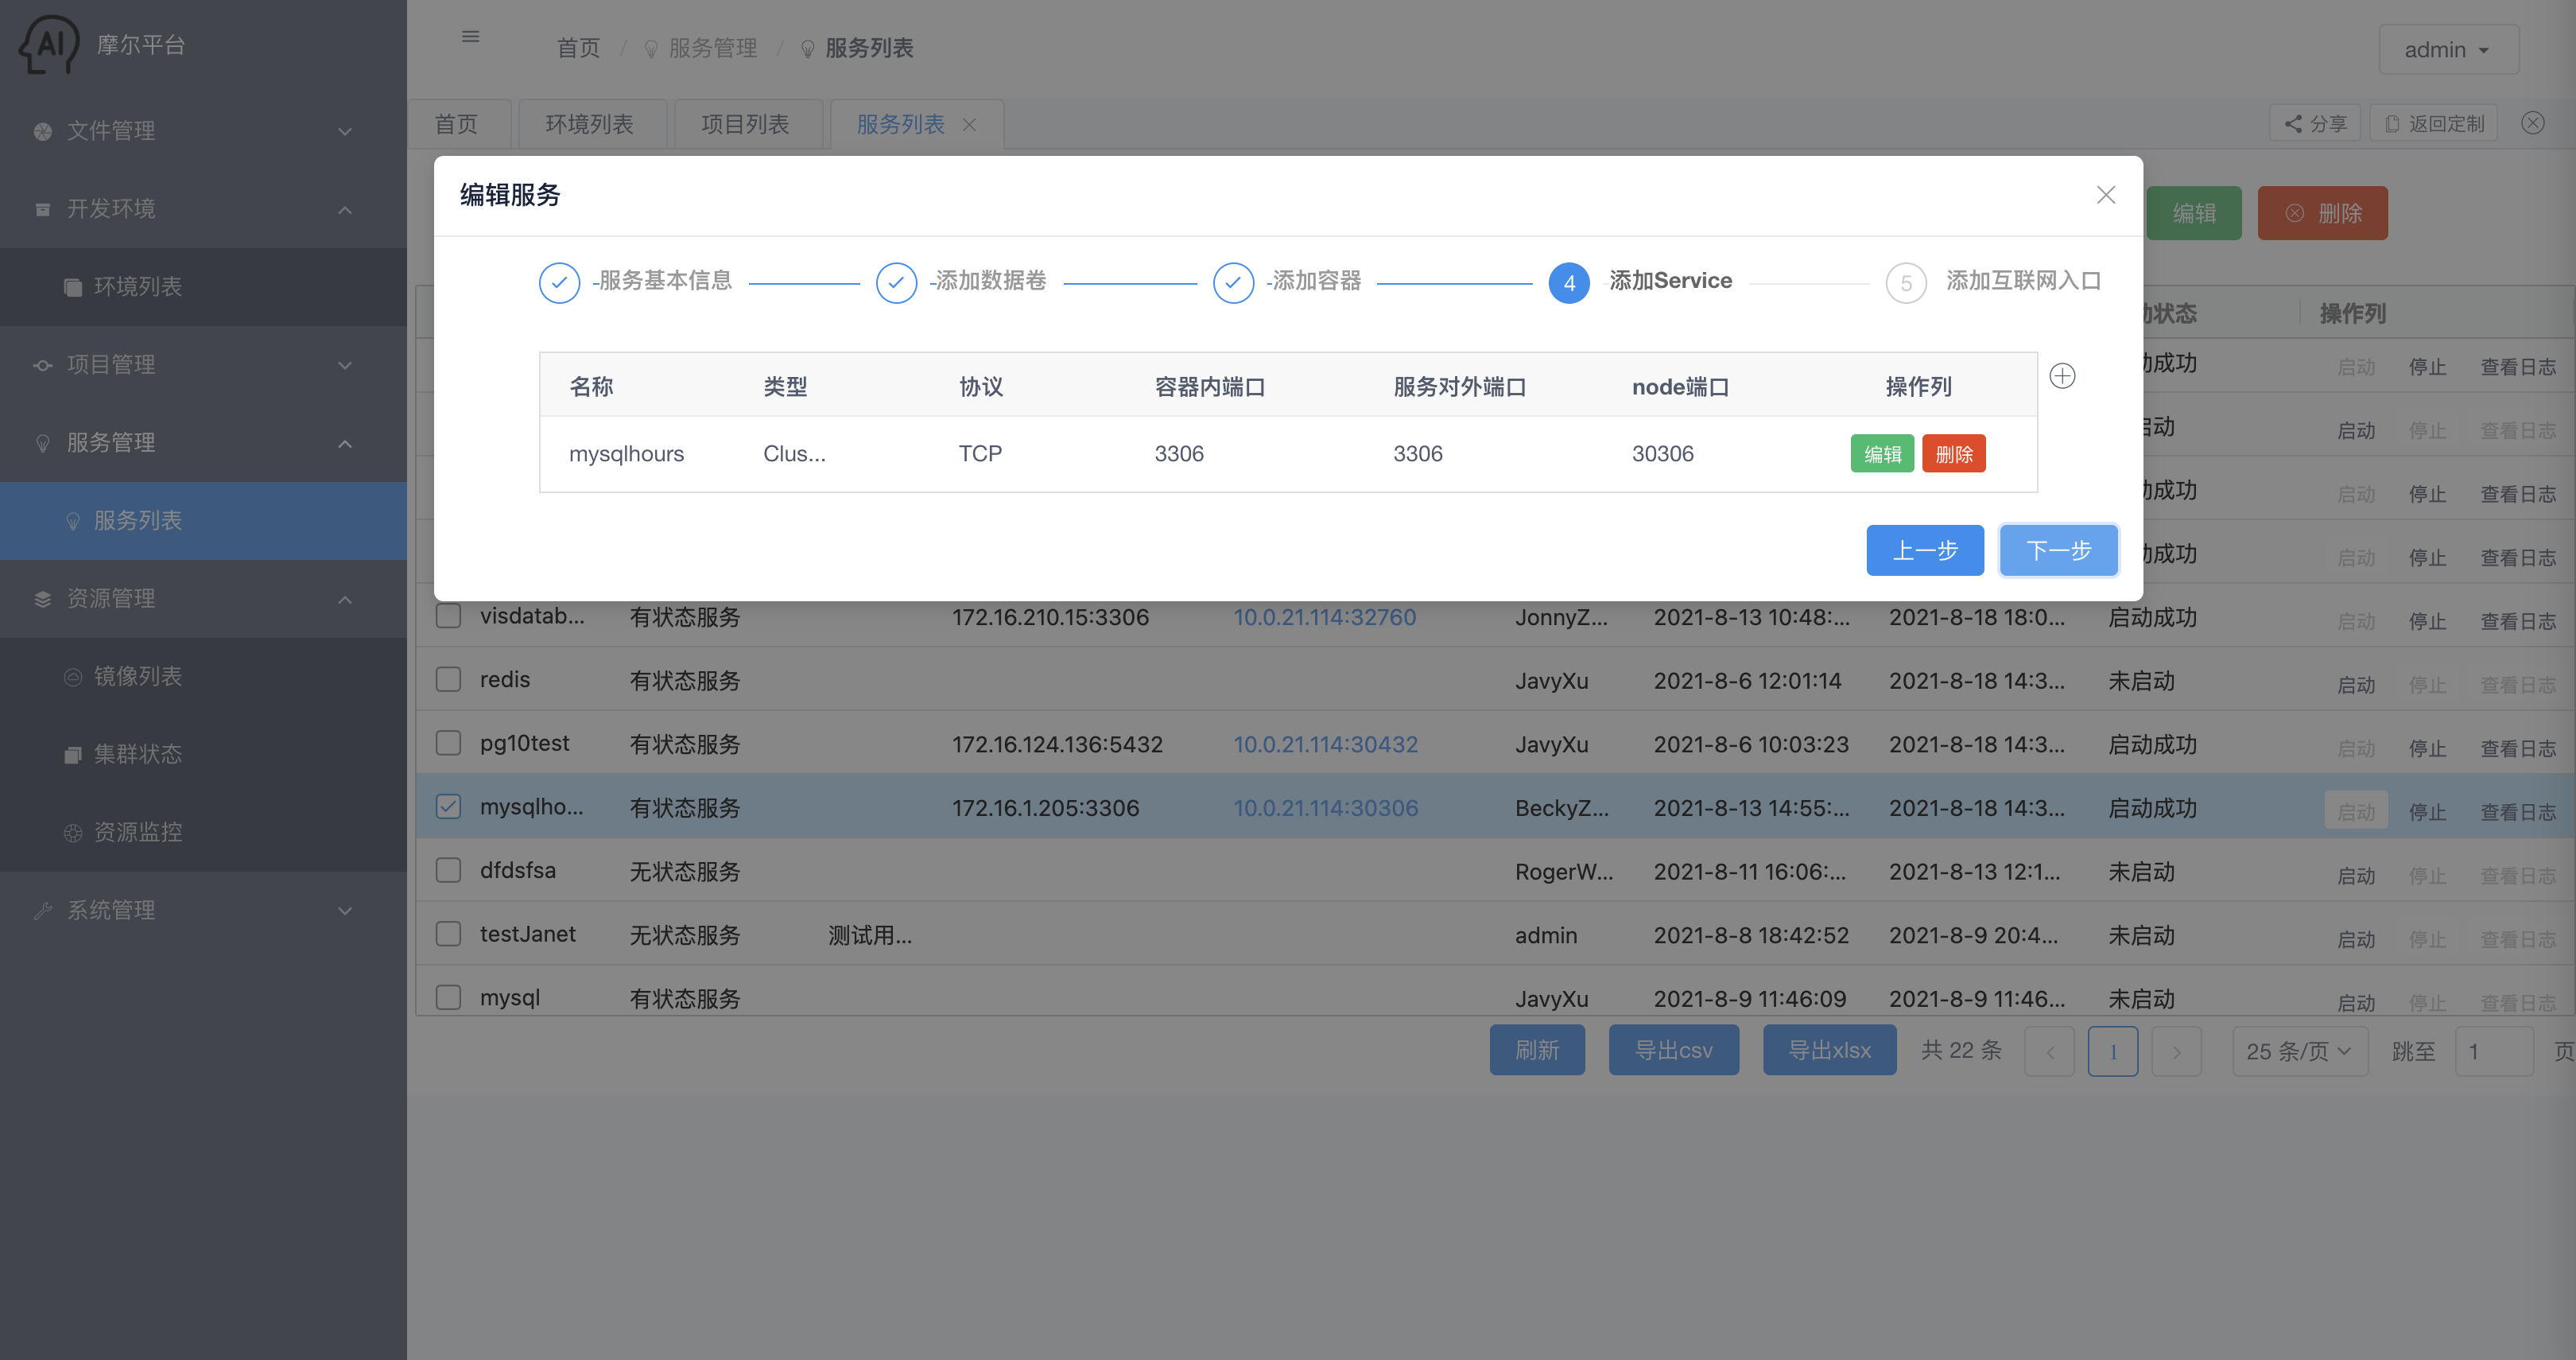 AI 摩尔平台
首页 / 服务管理 / 服务列表
admin
首页 环境列表 项目列表 服务列表
分享 返回定制
文件管理
开发环境
环境列表
项目管理
服务管理
服务列表
资源管理
镜像列表
集群状态
资源监控
系统管理
编辑 删除
编辑服务
服务基本信息 添加数据卷 添加容器 4 添加Service 5 添加互联网入口
名称 类型 协议 容器内端口 服务对外端口 node端口 操作列
mysqlhours Clus... TCP 3306 3306 30306 编辑 删除
上一步 下一步
状态 操作列
成功 启动 停止 查看日志
启动 启动 停止 查看日志
成功 启动 停止 查看日志
成功 启动 停止 查看日志
visdatab... 有状态服务 172.16.210.15:3306 10.0.21.114:32760 JonnyZ... 2021-8-13 10:48:... 2021-8-18 18:0... 启动成功 启动 停止 查看日志
redis 有状态服务 JavyXu 2021-8-6 12:01:14 2021-8-18 14:3... 未启动 启动 停止 查看日志
pg10test 有状态服务 172.16.124.136:5432 10.0.21.114:30432 JavyXu 2021-8-6 10:03:23 2021-8-18 14:3... 启动成功 启动 停止 查看日志
mysqlho... 有状态服务 172.16.1.205:3306 10.0.21.114:30306 BeckyZ... 2021-8-13 14:55:... 2021-8-18 14:3... 启动成功 启动 停止 查看日志
dfdsfsa 无状态服务 RogerW... 2021-8-11 16:06:... 2021-8-13 12:1... 未启动 启动 停止 查看日志
testJanet 无状态服务 测试用... admin 2021-8-8 18:42:52 2021-8-9 20:4... 未启动 启动 停止 查看日志
mysql 有状态服务 JavyXu 2021-8-9 11:46:09 2021-8-9 11:46... 未启动 启动 停止 查看日志
刷新 导出csv 导出xlsx 共 22 条 1 25 条/页 跳至 1 页